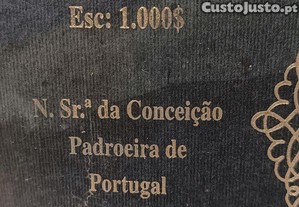 CustoJusto.pt
Esc: 1.000$
N. Sr.ª da Conceição
Padroeira de
Portugal